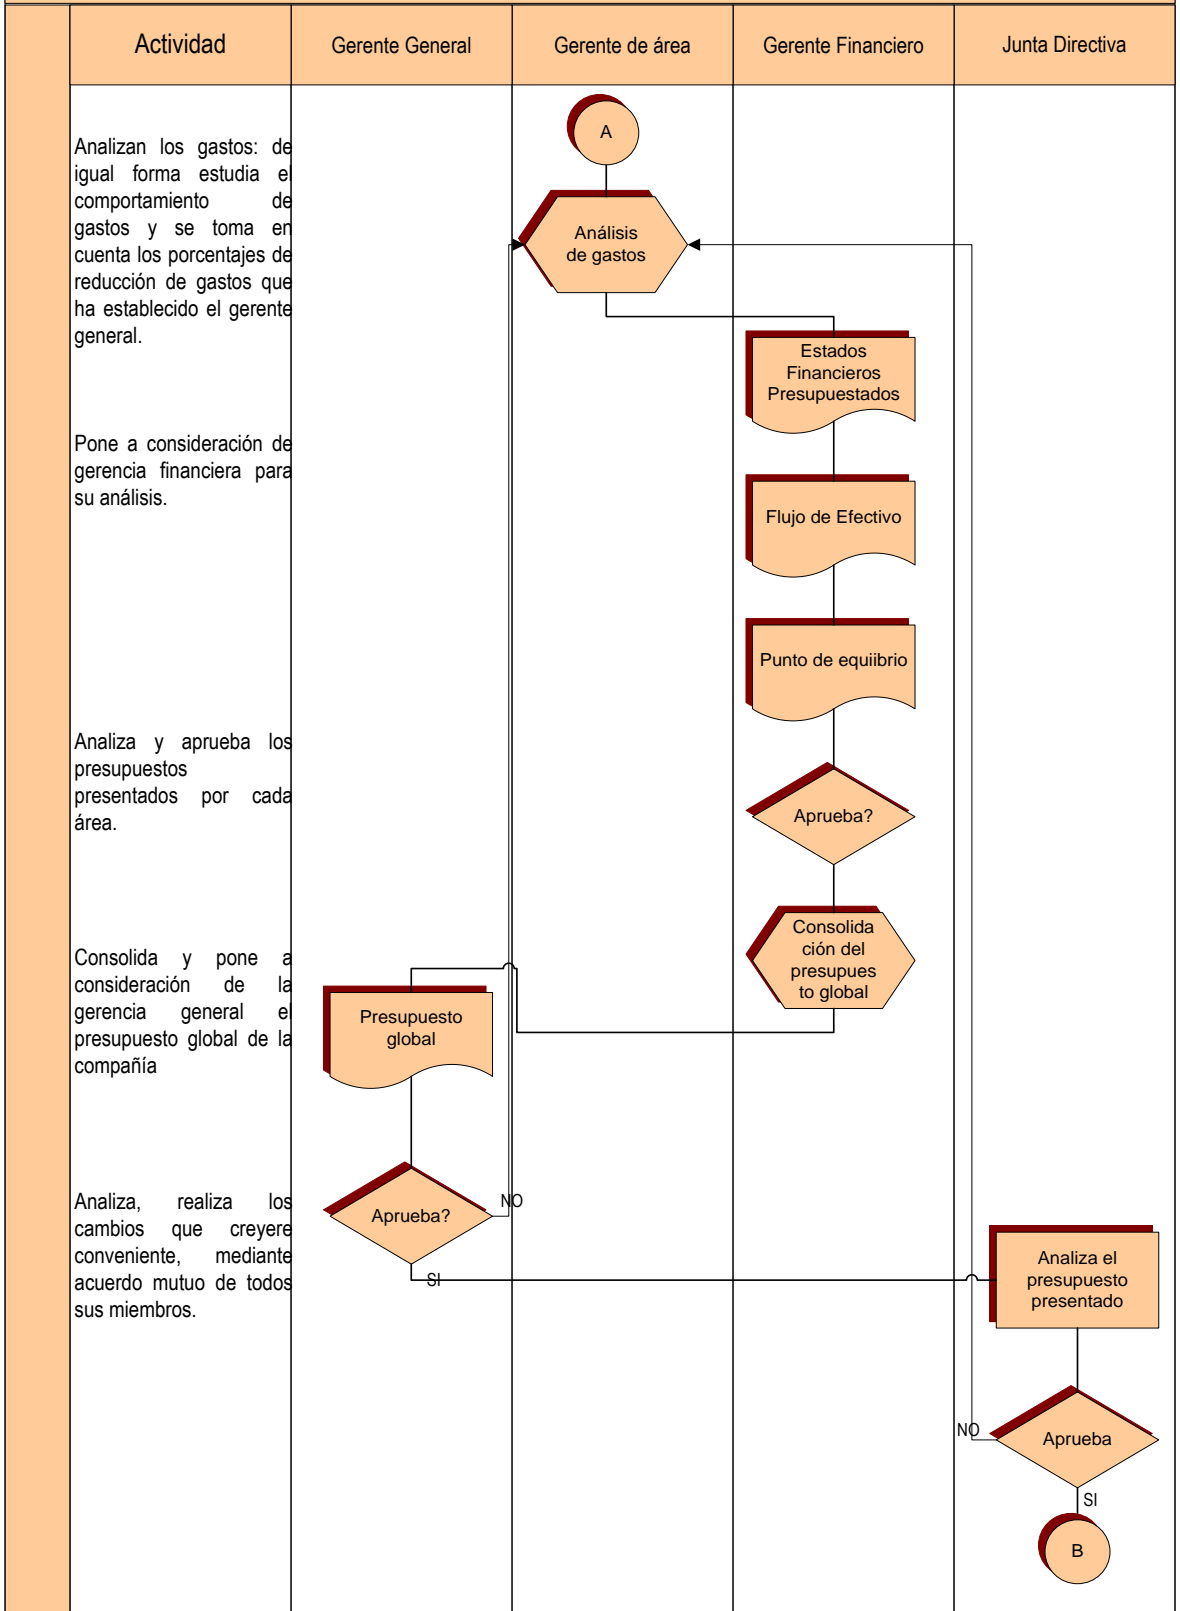 Actividad
Gerente General
Gerente de área
Gerente Financiero
Junta Directiva
Analizan los gastos: de
igual forma estudia el
comportamiento de
gastos y se toma en
cuenta los porcentajes de
reducción de gastos que
ha establecido el gerente
general.
A
Análisis
de gastos
Estados
Financieros
Presupuestados
Pone a consideración de
gerencia financiera para
su análisis.
Flujo de Efectivo
Punto de equiibrio
Analiza y aprueba los
presupuestos
presentados por cada
área.
Aprueba?
Consolida
ción del
presupues
to global
Consolida y pone a
consideración de la
gerencia general el
presupuesto global de la
compañía
Presupuesto
global
Analiza, realiza los
cambios que creyere
conveniente, mediante
acuerdo mutuo de todos
sus miembros.
Aprueba?
NO
SI
Analiza el
presupuesto
presentado
Aprueba
NO
SI
B